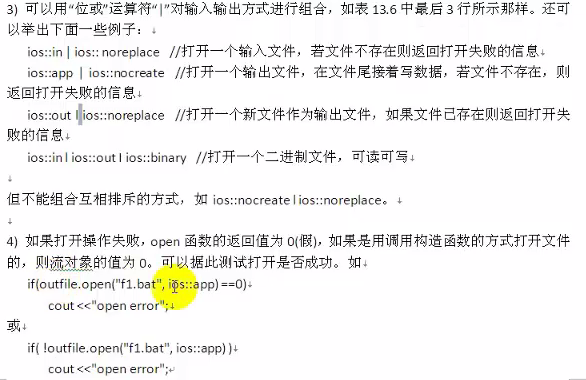 3) 可以用“位或”运算符“|”对输入输出方式进行组合，如表 13.6 中最后 3 行所示那样。还可
以举出下面一些例子：
ios::in | ios:: noreplace //打开一个输入文件，若文件不存在则返回打开失败的信息
ios::app | ios::nocreate //打开一个输出文件，在文件尾接着写数据，若文件不存在，则
返回打开失败的信息
ios::out l ios::noreplace //打开一个新文件作为输出文件，如果文件已存在则返回打开失
败的信息
ios::in l ios::out I ios::binary //打开一个二进制文件，可读可写
但不能组合互相排斥的方式，如 ios::nocreate l ios::noreplace。
4) 如果打开操作失败，open 函数的返回值为 0(假)，如果是用调用构造函数的方式打开文件
的，则流对象的值为 0。可以据此测试打开是否成功。如
if(outfile.open("f1.bat", ios::app) ==0)
cout <<"open error";
或
if( !outfile.open("f1.bat", ios::app) )
cout <<"open error";